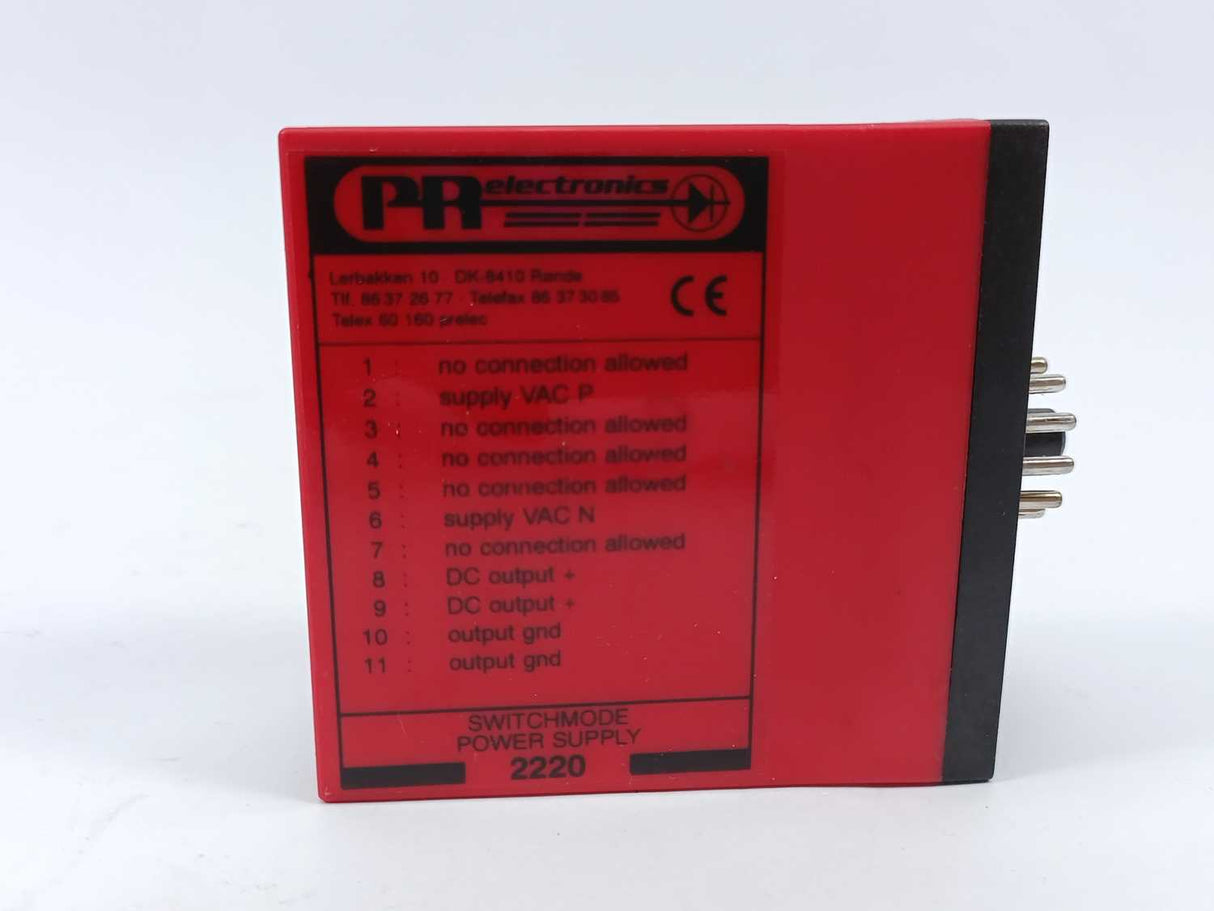 PR electronics
Lerbakken 10 · DK-8410 Rønde
Tlf. 86 37 26 77 · Telefax 86 37 30 85
Telex 60 160 prelec
CE
1 : no connection allowed
2 : supply VAC P
3 : no connection allowed
4 : no connection allowed
5 : no connection allowed
6 : supply VAC N
7 : no connection allowed
8 : DC output +
9 : DC output +
10 : output gnd
11 : output gnd
SWITCHMODE
POWER SUPPLY
2220